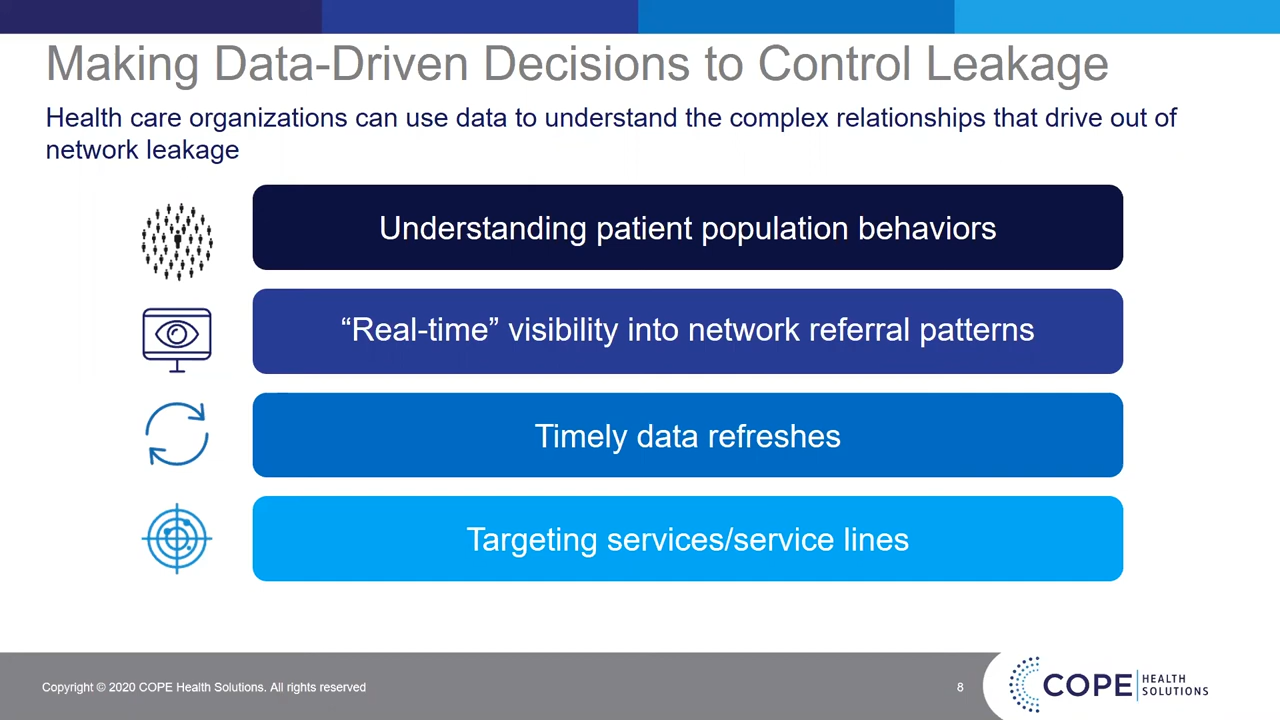 Making Data-Driven Decisions to Control Leakage
Health care organizations can use data to understand the complex relationships that drive out of
network leakage
Understanding patient population behaviors
“Real-time” visibility into network referral patterns
Timely data refreshes
Targeting services/service lines
Copyright © 2020 COPE Health Solutions. All rights reserved
8
COPE
HEALTH
SOLUTIONS